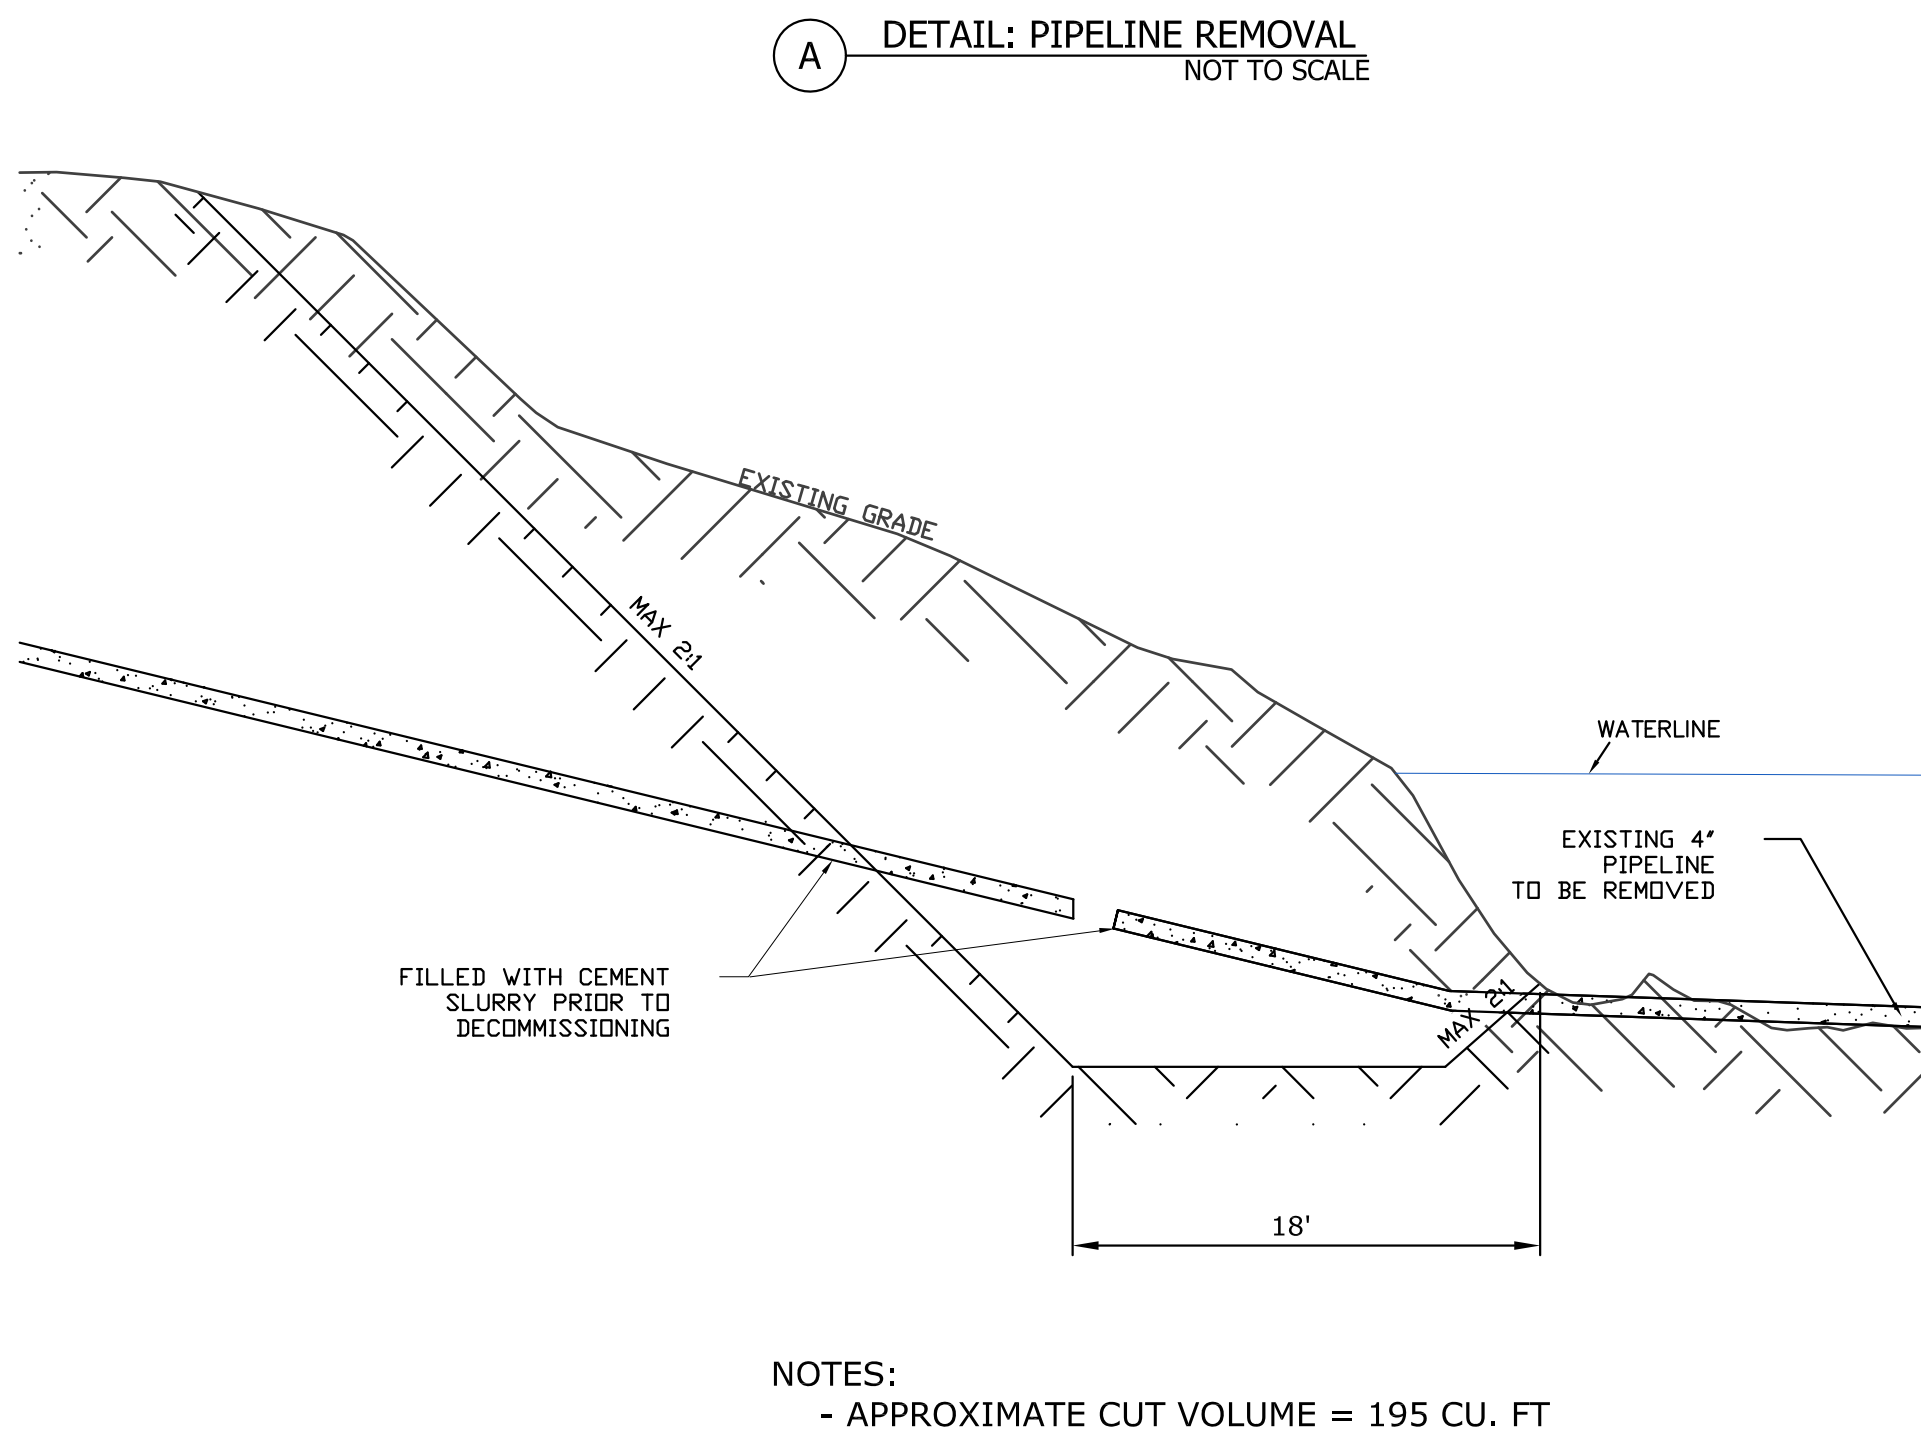 A
DETAIL: PIPELINE REMOVAL
NOT TO SCALE
EXISTING GRADE
MAX 2:1
WATERLINE
EXISTING 4"
PIPELINE
TO BE REMOVED
FILLED WITH CEMENT
SLURRY PRIOR TO
DECOMMISSIONING
MAX 2:1
18'
NOTES:
- APPROXIMATE CUT VOLUME = 195 CU. FT